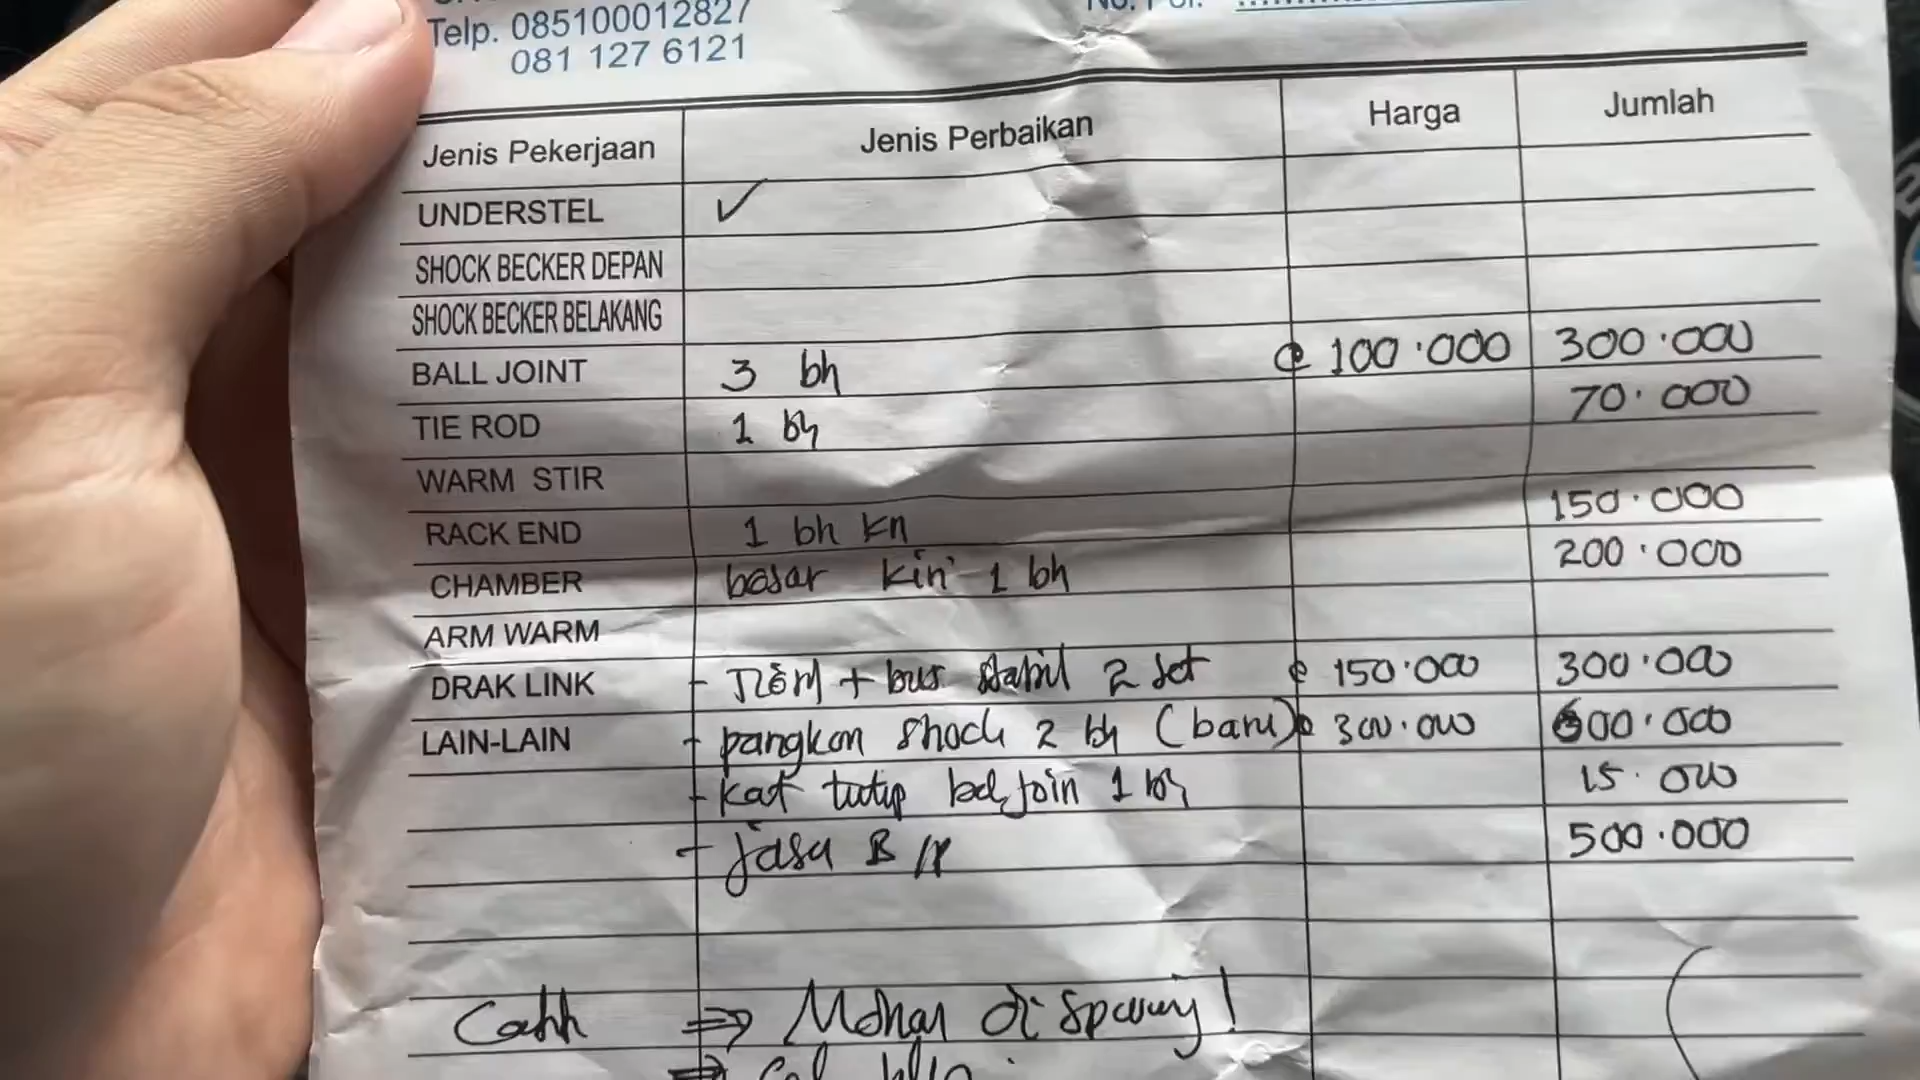 Telp. 085100012827
081 127 6121
No. Pol.
Jenis Pekerjaan Jenis Perbaikan Harga Jumlah
UNDERSTEL ✓
SHOCK BECKER DEPAN
SHOCK BECKER BELAKANG
BALL JOINT 3 bh @ 100.000 300.000
TIE ROD 1 bh 70.000
WARM STIR
RACK END 1 bh kn 150.000
CHAMBER besar kiri 1 bh 200.000
ARM WARM
DRAK LINK - + bus stabil 2 set @ 150.000 300.000
LAIN-LAIN - pangkon shock 2 bh (baru) @ 300.000 600.000
- kat tutup bal join 1 bh 15.000
- jasa B/P 500.000
Cash ⇒ Mohon di spooring!
⇒